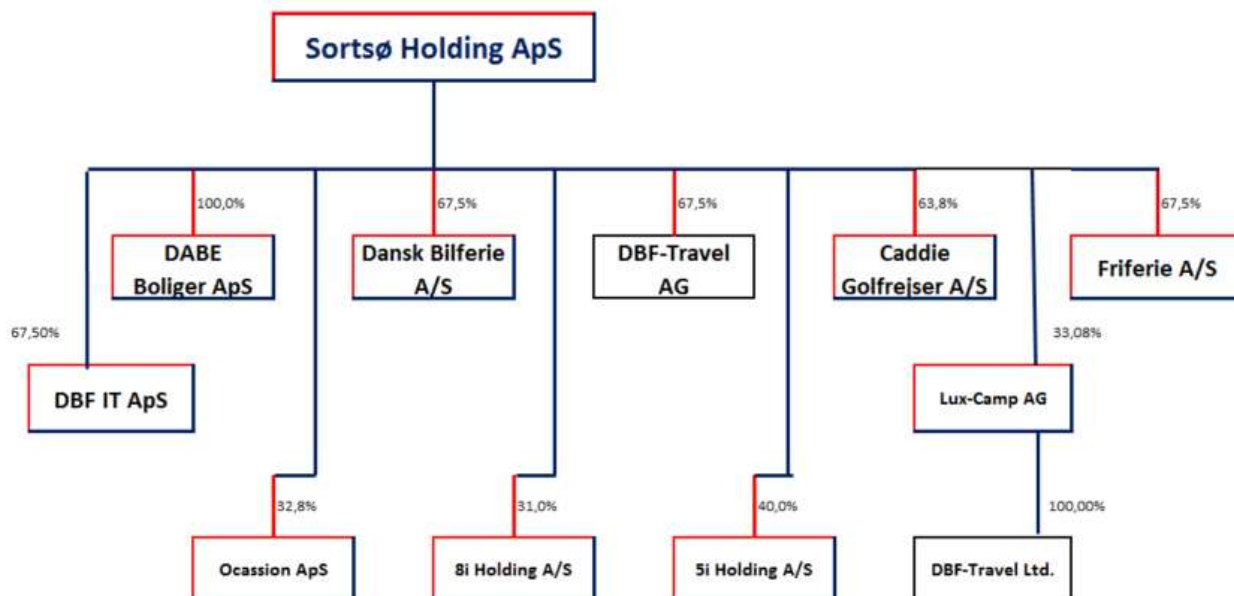 Sortsø Holding ApS
100,0%
67,5%
67,5%
63,8%
67,5%
DABE
Boliger ApS
Dansk Bilferie
A/S
DBF-Travel
AG
Caddie
Golfrejser A/S
Friferie A/S
67,50%
33,08%
DBF IT ApS
Lux-Camp AG
32,8%
31,0%
40,0%
100,00%
Ocassion ApS
8i Holding A/S
5i Holding A/S
DBF-Travel Ltd.